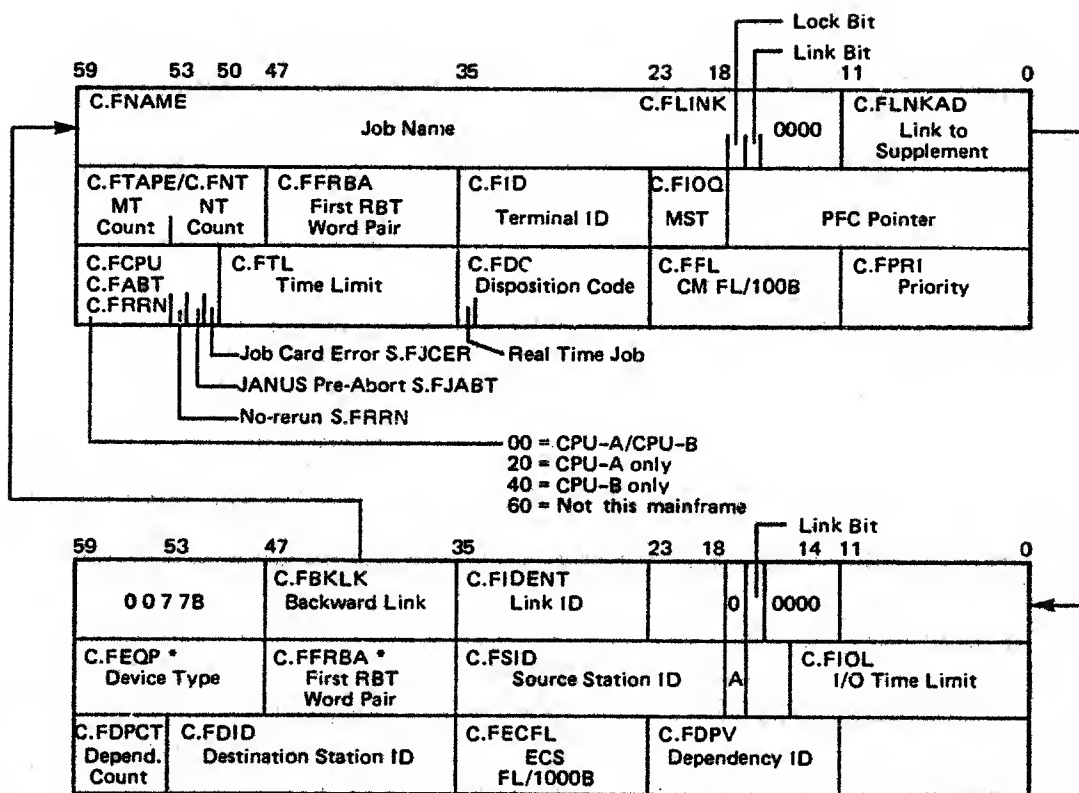 Lock Bit
Link Bit
59 53 50 47 35 23 18 11 0
C.FNAME C.FLINK C.FLNKAD
Job Name 0000 Link to
Supplement
C.FTAPE/C.FNT C.FFRBA C.FID C.FIOQ
MT NT First RBT Terminal ID MST PFC Pointer
Count Count Word Pair
C.FCPU C.FTL C.FDC C.FFL C.FPRI
C.FABT Time Limit Disposition Code CM FL/100B Priority
C.FRRN
Job Card Error S.FJCER Real Time Job
JANUS Pre-Abort S.FJABT
No-rerun S.FRRN
00 = CPU-A/CPU-B
20 = CPU-A only
40 = CPU-B only
60 = Not this mainframe
Link Bit
59 53 47 35 23 18 14 11 0
C.FBKLK C.FIDENT
0077B Backward Link Link ID 0 0000
C.FEQP * C.FFRBA * C.FSID C.FIOL
Device Type First RBT Source Station ID A I/O Time Limit
Word Pair
C.FDPCT C.FDID C.FECFL C.FDPV
Depend. Destination Station ID ECS Dependency ID
Count FL/1000B